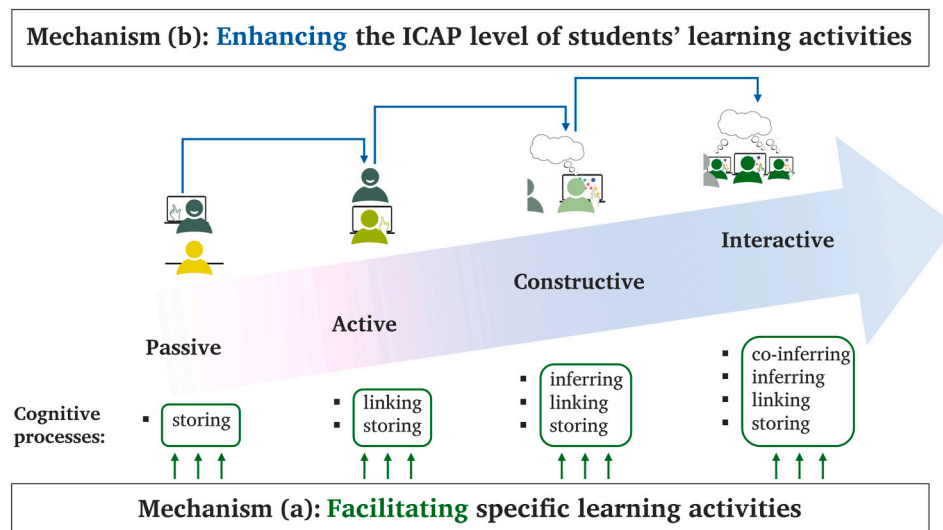 Mechanism (b): Enhancing the ICAP level of students’ learning activities
Interactive
Constructive
Active
Passive
Cognitive
processes:
▪ storing
▪ linking
▪ storing
▪ inferring
▪ linking
▪ storing
▪ co-inferring
▪ inferring
▪ linking
▪ storing
Mechanism (a): Facilitating specific learning activities